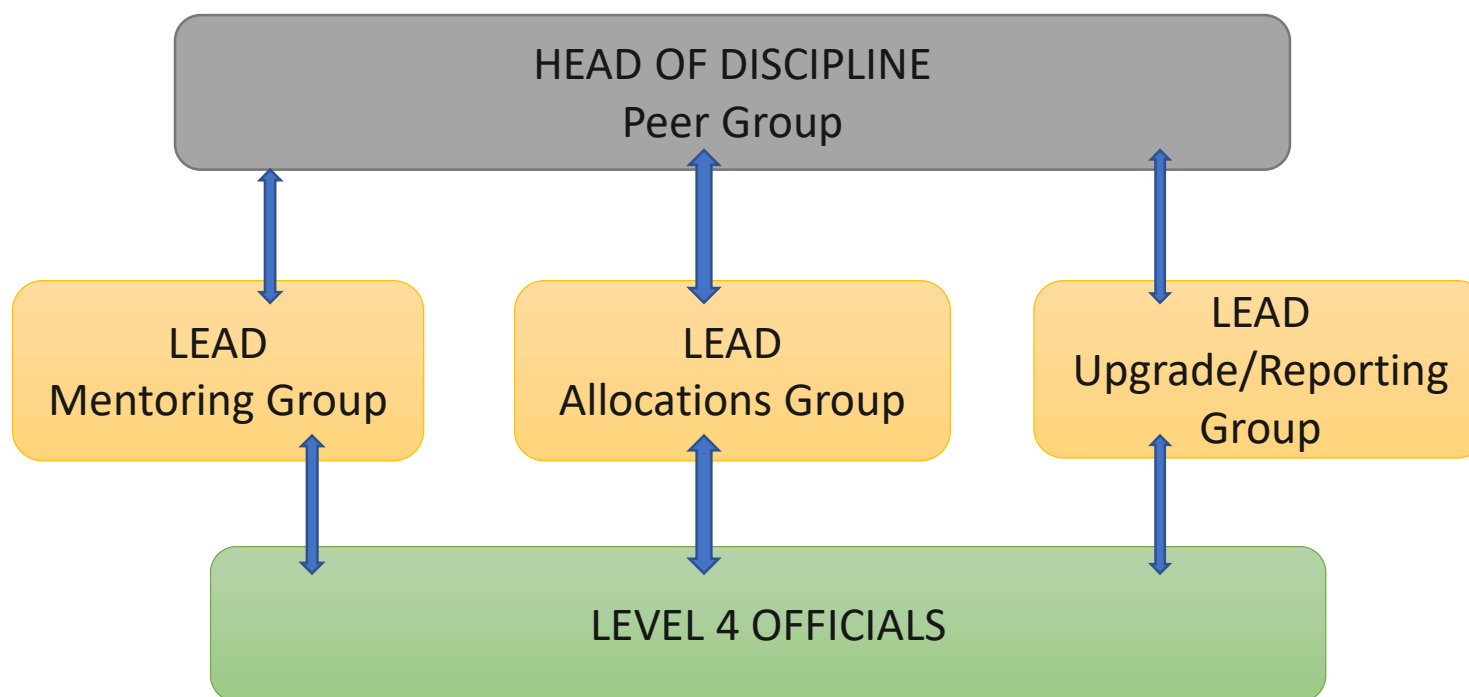 HEAD OF DISCIPLINE
Peer Group
LEAD
Mentoring Group
LEAD
Allocations Group
LEAD
Upgrade/Reporting
Group
LEVEL 4 OFFICIALS